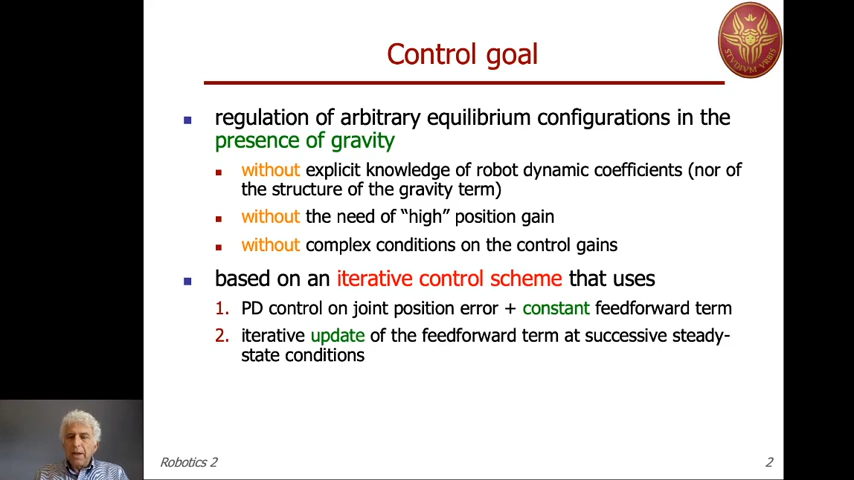 STVDIVM VRBIS
Control goal
regulation of arbitrary equilibrium configurations in the
presence of gravity
without explicit knowledge of robot dynamic coefficients (nor of
the structure of the gravity term)
without the need of “high” position gain
without complex conditions on the control gains
based on an iterative control scheme that uses
1. PD control on joint position error + constant feedforward term
2. iterative update of the feedforward term at successive steady-
state conditions
Robotics 2
2